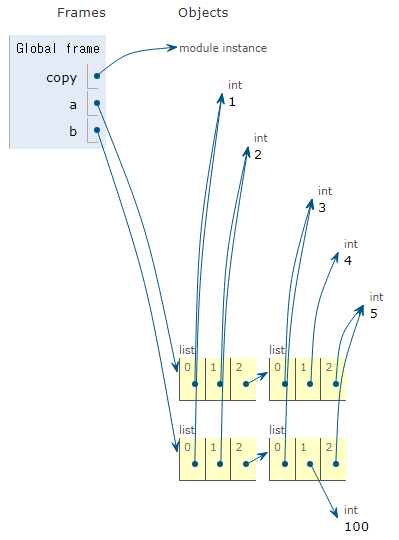 Frames Objects
Global frame
copy
module instance
a
b
int
1
int
2
int
3
int
4
int
5
list
0 1 2
list
0 1 2
list
0 1 2
list
0 1 2
int
100